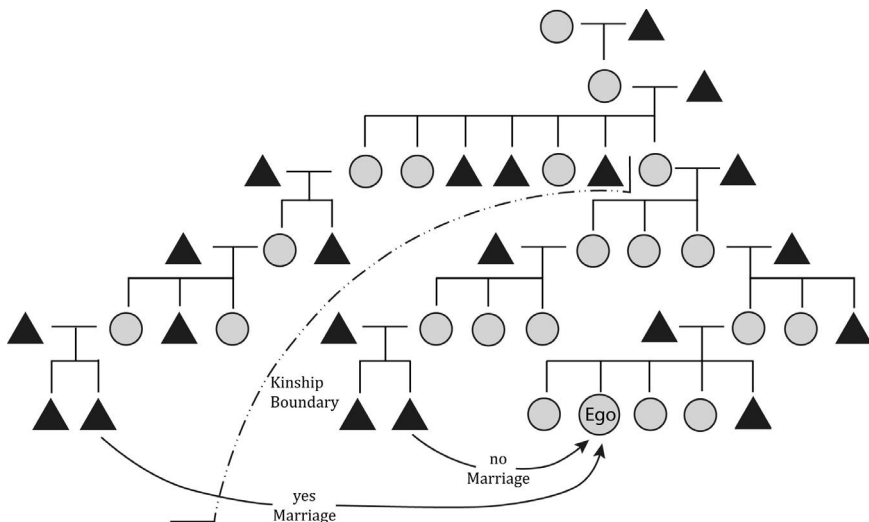 Kinship
Boundary
Ego
no
Marriage
yes
Marriage